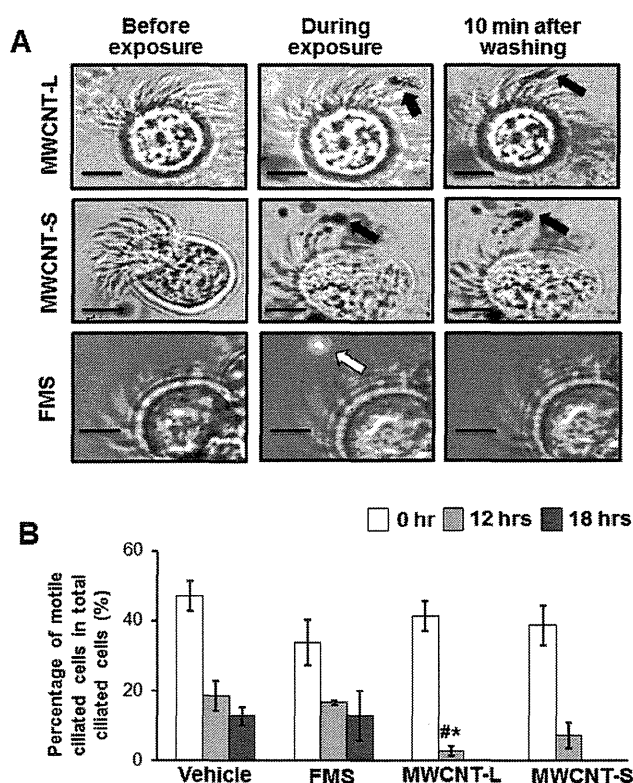 A
Before exposure
During exposure
10 min after washing
MWCNT-L
MWCNT-S
FMS
B
0 hr
12 hrs
18 hrs
Percentage of motile
ciliated cells in total
ciliated cells (%)
60
40
20
0
#*
Vehicle
FMS
MWCNT-L
MWCNT-S